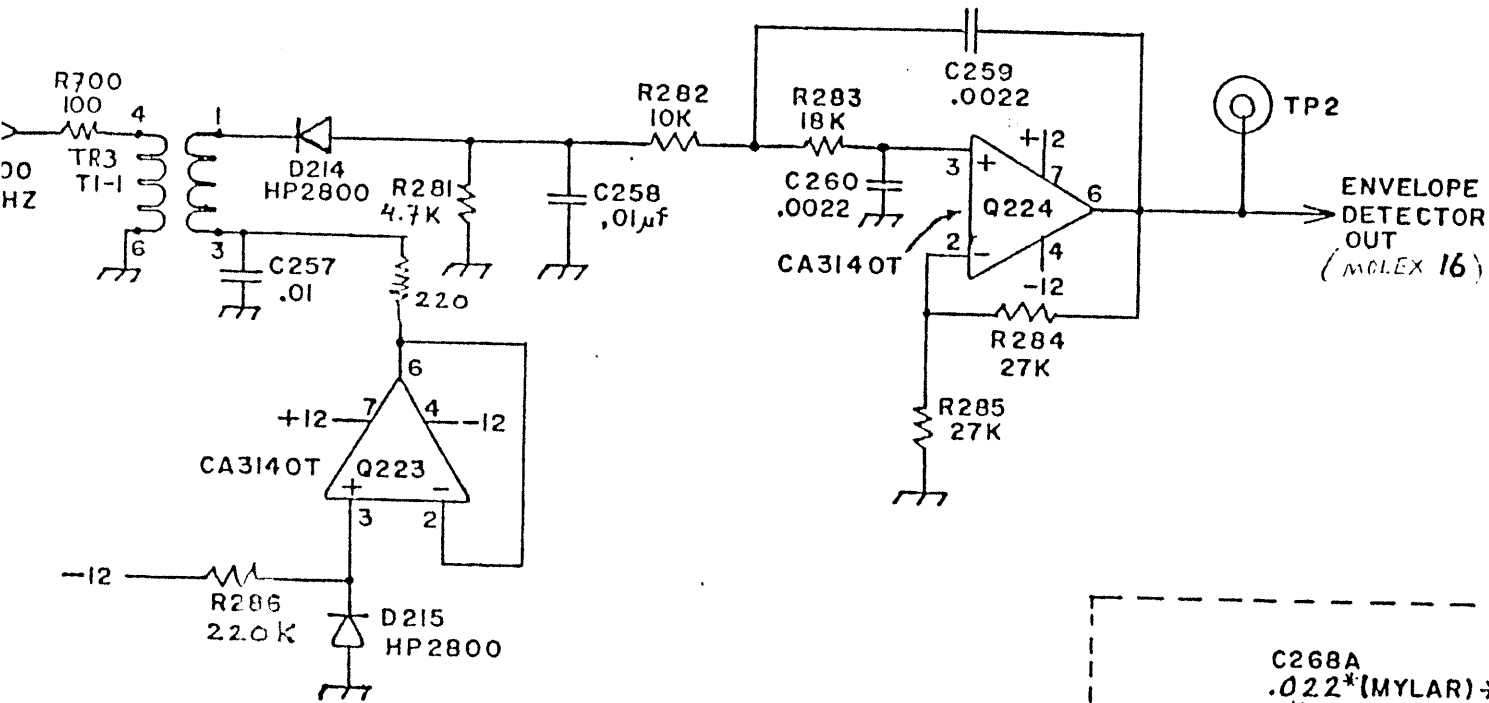 R700
100
4
1
TR3
T1-1
00
HZ
6
3
D214
HP2800
R281
4.7K
C258
.01µf
C257
.01
220
R282
10K
R283
18K
C259
.0022
C260
.0022
+12
3
+
7
Q224
6
2
-
4
-12
CA3140T
TP2
ENVELOPE
DETECTOR
OUT
(MOLEX 16)
R284
27K
R285
27K
6
+12
7
4
-12
CA3140T
Q223
+
-
3
2
-12
R286
220K
D215
HP2800
C268A
.022*(MYLAR)